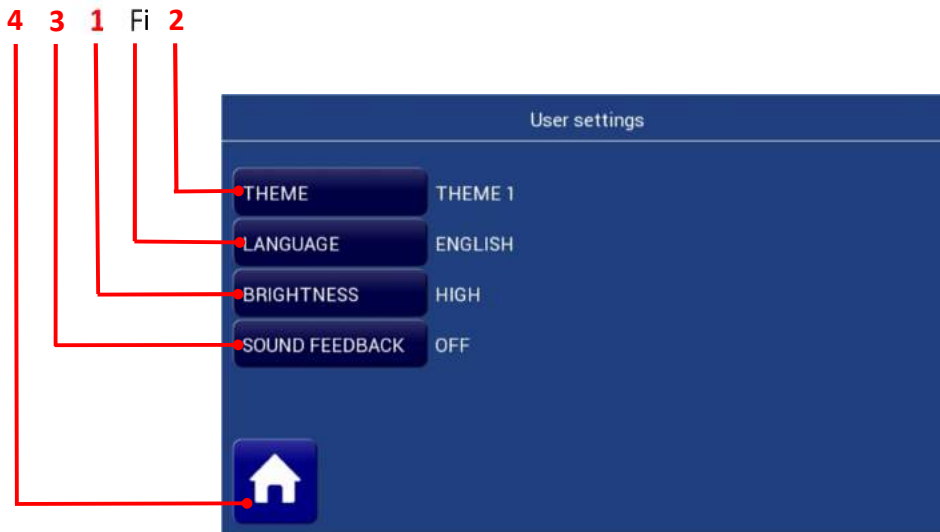 4 3 1 Fi 2
User settings
THEME THEME 1
LANGUAGE ENGLISH
BRIGHTNESS HIGH
SOUND FEEDBACK OFF